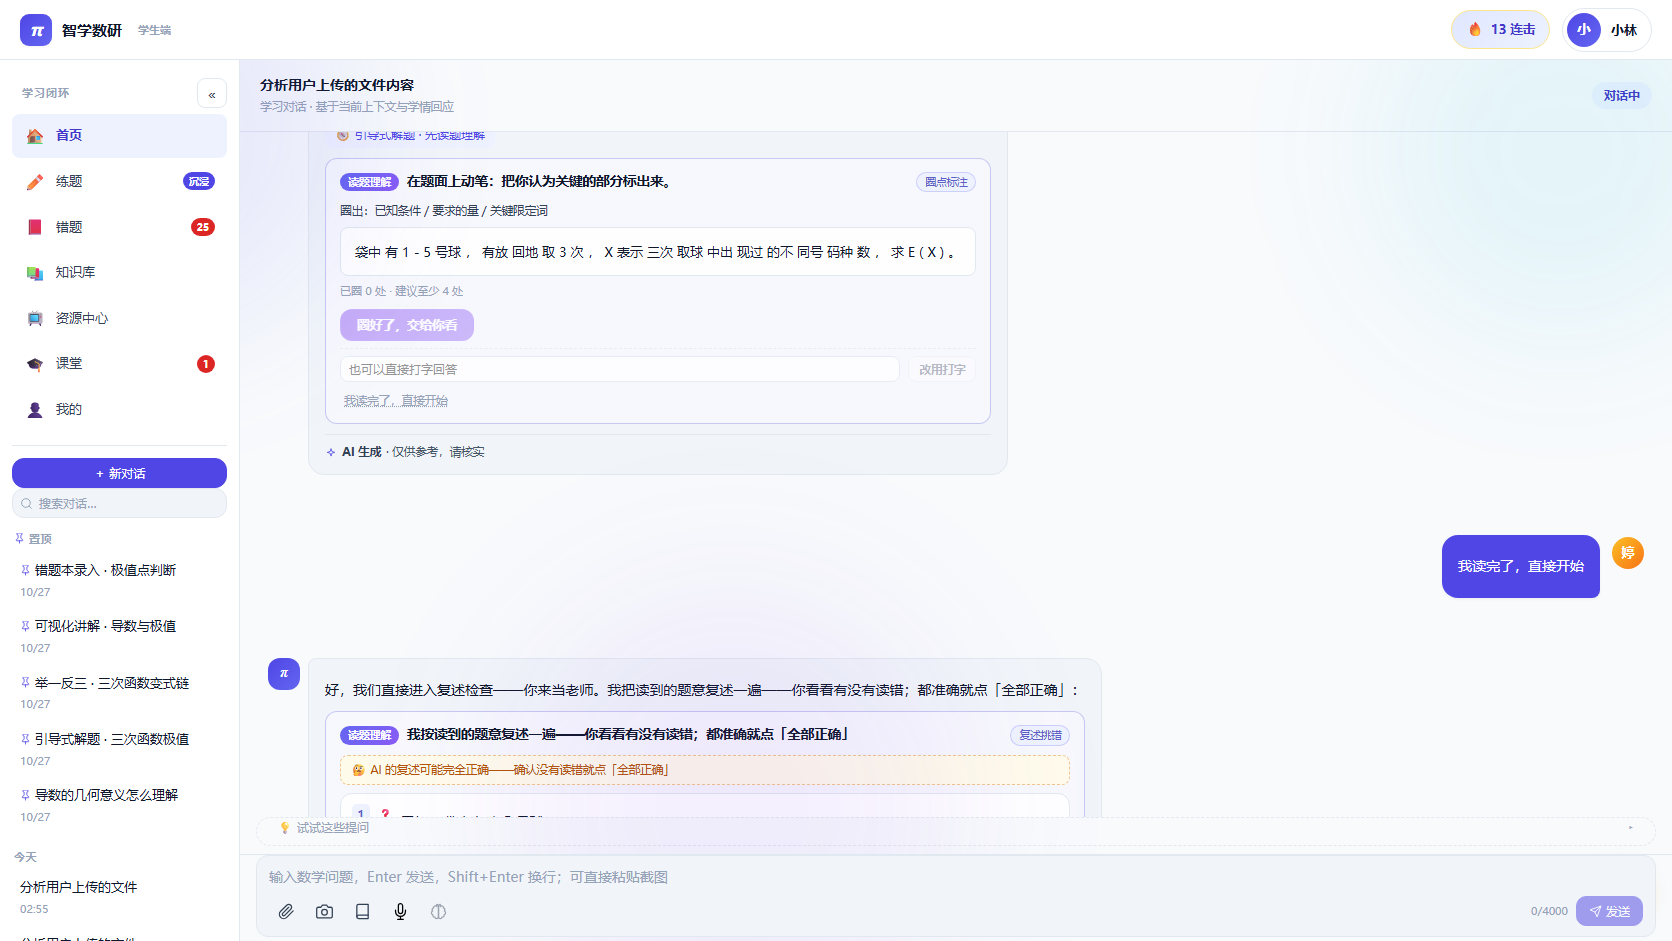 π 智学数研 学生端
13 连击
小 小林
学习闭环 «
首页
练题 沉浸
错题 25
知识库
资源中心
课堂 1
我的
+ 新对话
搜索对话...
置顶
错题本录入 · 极值点判断
10/27
可视化讲解 · 导数与极值
10/27
举一反三 · 三次函数变式链
10/27
引导式解题 · 三次函数极值
10/27
导数的几何意义怎么理解
10/27
今天
分析用户上传的文件
02:55
分析用户上传的文件内容
学习对话 · 基于当前上下文与学情回应
对话中
引导式解题 · 先读题理解
读题理解 在题面上动笔：把你认为关键的部分标出来。 圈点标注
圈出：已知条件 / 要求的量 / 关键限定词
袋中 有 1 - 5 号球 ， 有放 回地 取 3 次 ， X 表示 三次 取球 中出 现过 的不 同号 码种 数 ， 求 E ( X ) 。
已圈 0 处 · 建议至少 4 处
圈好了，交给你看
也可以直接打字回答 改用打字
我读完了，直接开始
AI 生成 · 仅供参考，请核实
我读完了，直接开始 婷
π
好，我们直接进入复述检查——你来当老师。我把读到的题意复述一遍——你看看有没有读错；都准确就点「全部正确」：
读题理解 我按读到的题意复述一遍——你看看有没有读错；都准确就点「全部正确」 复述挑错
AI 的复述可能完全正确——确认没有读错就点「全部正确」
1
试试这些提问
输入数学问题，Enter 发送，Shift+Enter 换行；可直接粘贴截图
0/4000 发送